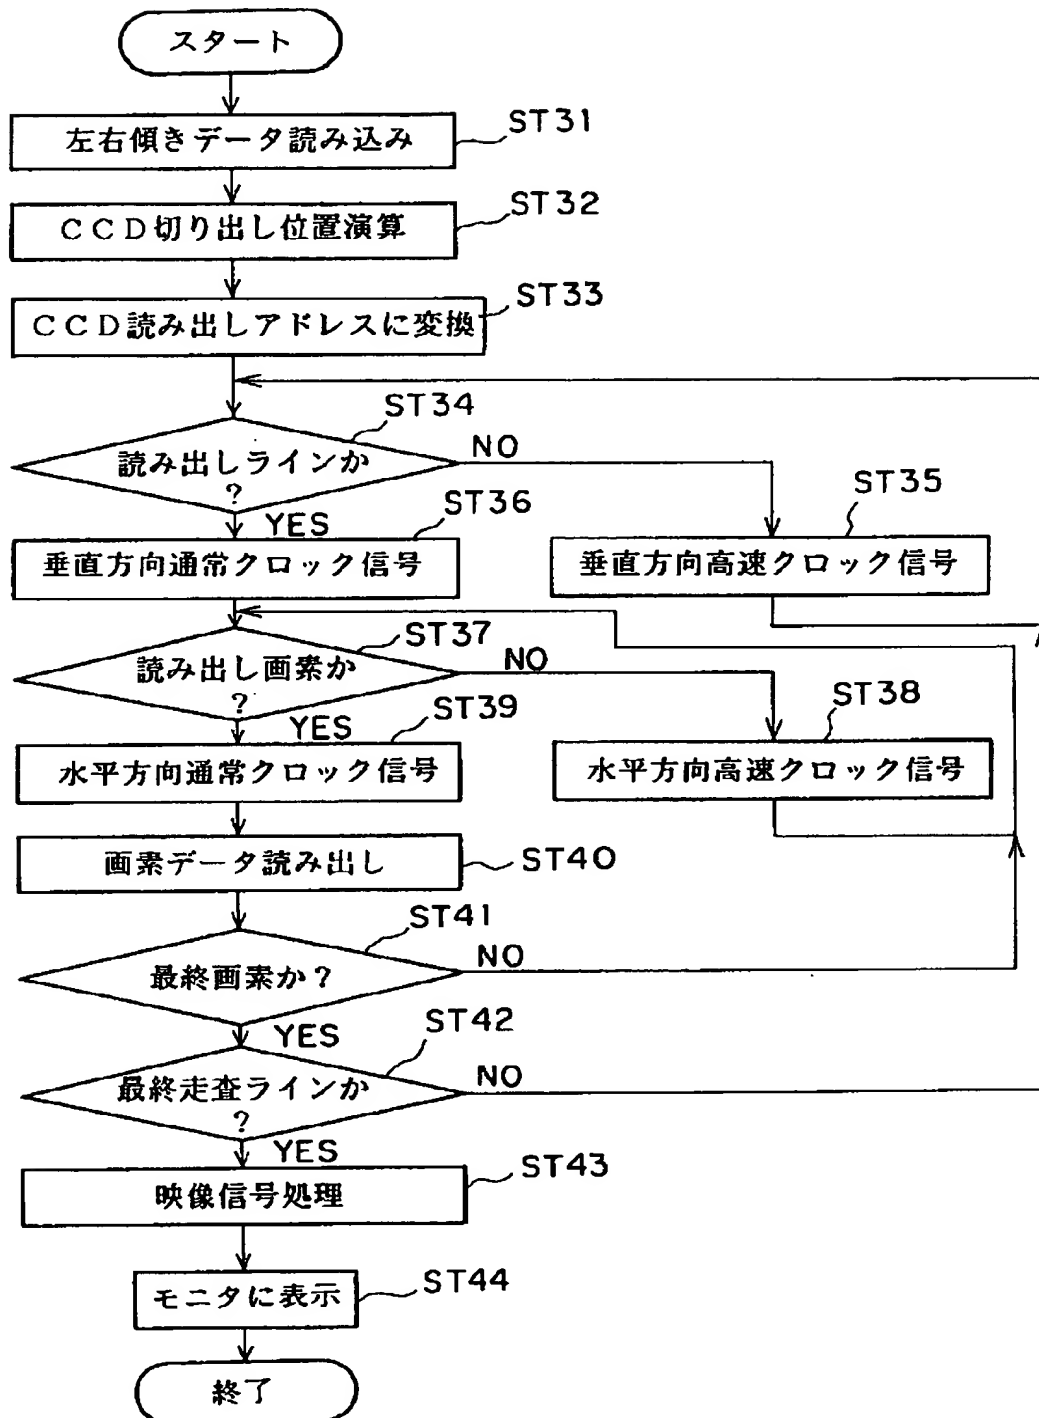 スタート
ST31
左右傾きデータ読み込み
ST32
CCD切り出し位置演算
ST33
CCD読み出しアドレスに変換
ST34
読み出しラインか
?
NO
YES
ST35
垂直方向高速クロック信号
ST36
垂直方向通常クロック信号
ST37
読み出し画素か
?
NO
YES
ST38
水平方向高速クロック信号
ST39
水平方向通常クロック信号
画素データ読み出し
ST40
ST41
最終画素か?
NO
YES
ST42
最終走査ラインか
?
NO
YES
ST43
映像信号処理
モニタに表示
ST44
終了